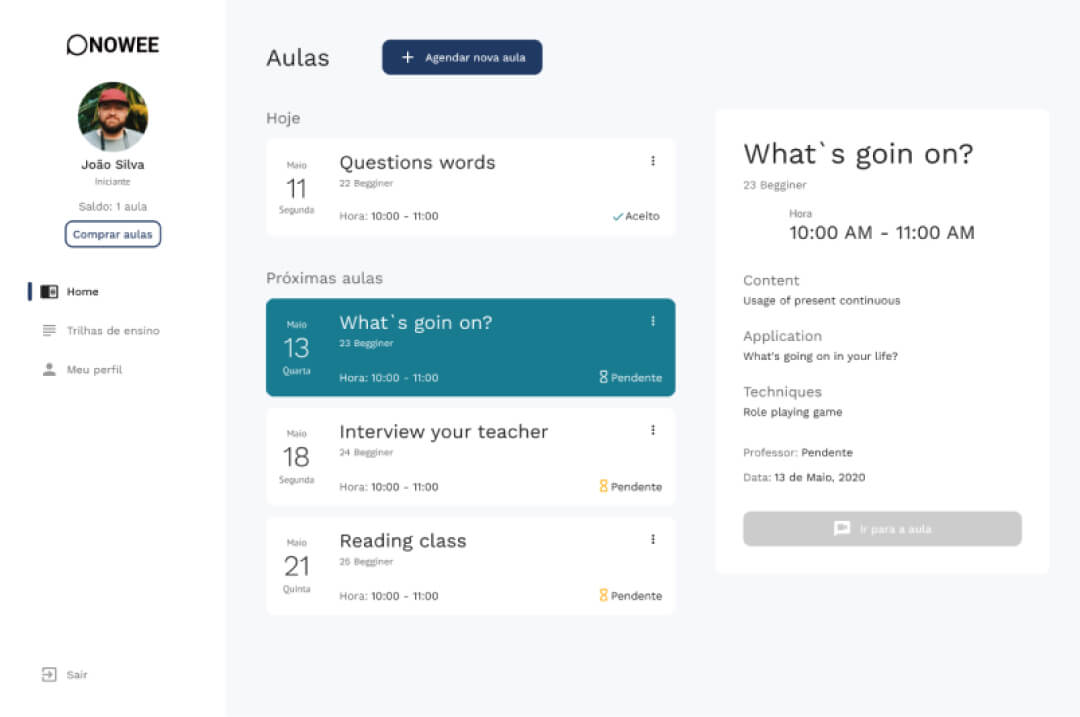 NOWEE
João Silva
Iniciante
Saldo: 1 aula
Comprar aulas
Home
Trilhas de ensino
Meu perfil
Sair
Aulas
+ Agendar nova aula
Hoje
Maio
11
Segunda
Questions words
22 Begginer
Hora: 10:00 - 11:00
Aceito
Próximas aulas
Maio
13
Quarta
What`s goin on?
23 Begginer
Hora: 10:00 - 11:00
Pendente
Maio
18
Segunda
Interview your teacher
24 Begginer
Hora: 10:00 - 11:00
Pendente
Maio
21
Quinta
Reading class
26 Begginer
Hora: 10:00 - 11:00
Pendente
What`s goin on?
23 Begginer
Hora
10:00 AM - 11:00 AM
Content
Usage of present continuous
Application
What's going on in your life?
Techniques
Role playing game
Professor: Pendente
Data: 13 de Maio, 2020
Ir para a aula